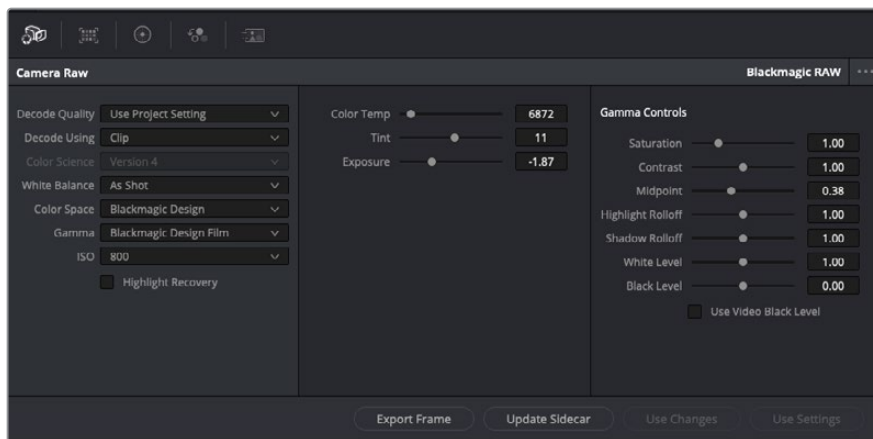 Camera Raw
Blackmagic RAW
Decode Quality Use Project Setting
Decode Using Clip
Color Science Version 4
White Balance As Shot
Color Space Blackmagic Design
Gamma Blackmagic Design Film
ISO 800
Highlight Recovery
Color Temp 6872
Tint 11
Exposure -1.87
Gamma Controls
Saturation 1.00
Contrast 1.00
Midpoint 0.38
Highlight Rolloff 1.00
Shadow Rolloff 1.00
White Level 1.00
Black Level 0.00
Use Video Black Level
Export Frame
Update Sidecar
Use Changes
Use Settings